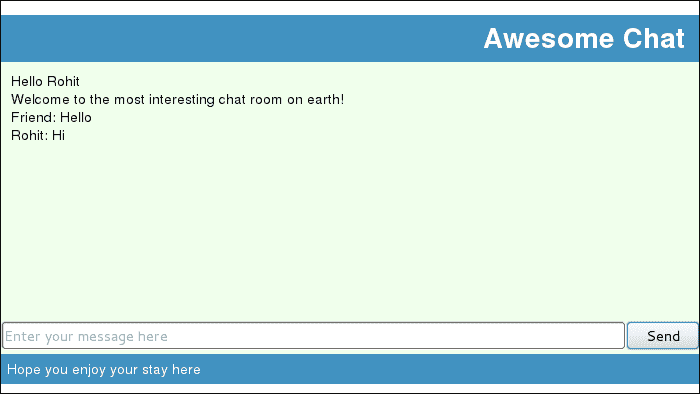 Awesome Chat
Hello Rohit
Welcome to the most interesting chat room on earth!
Friend: Hello
Rohit: Hi
Enter your message here
Send
Hope you enjoy your stay here